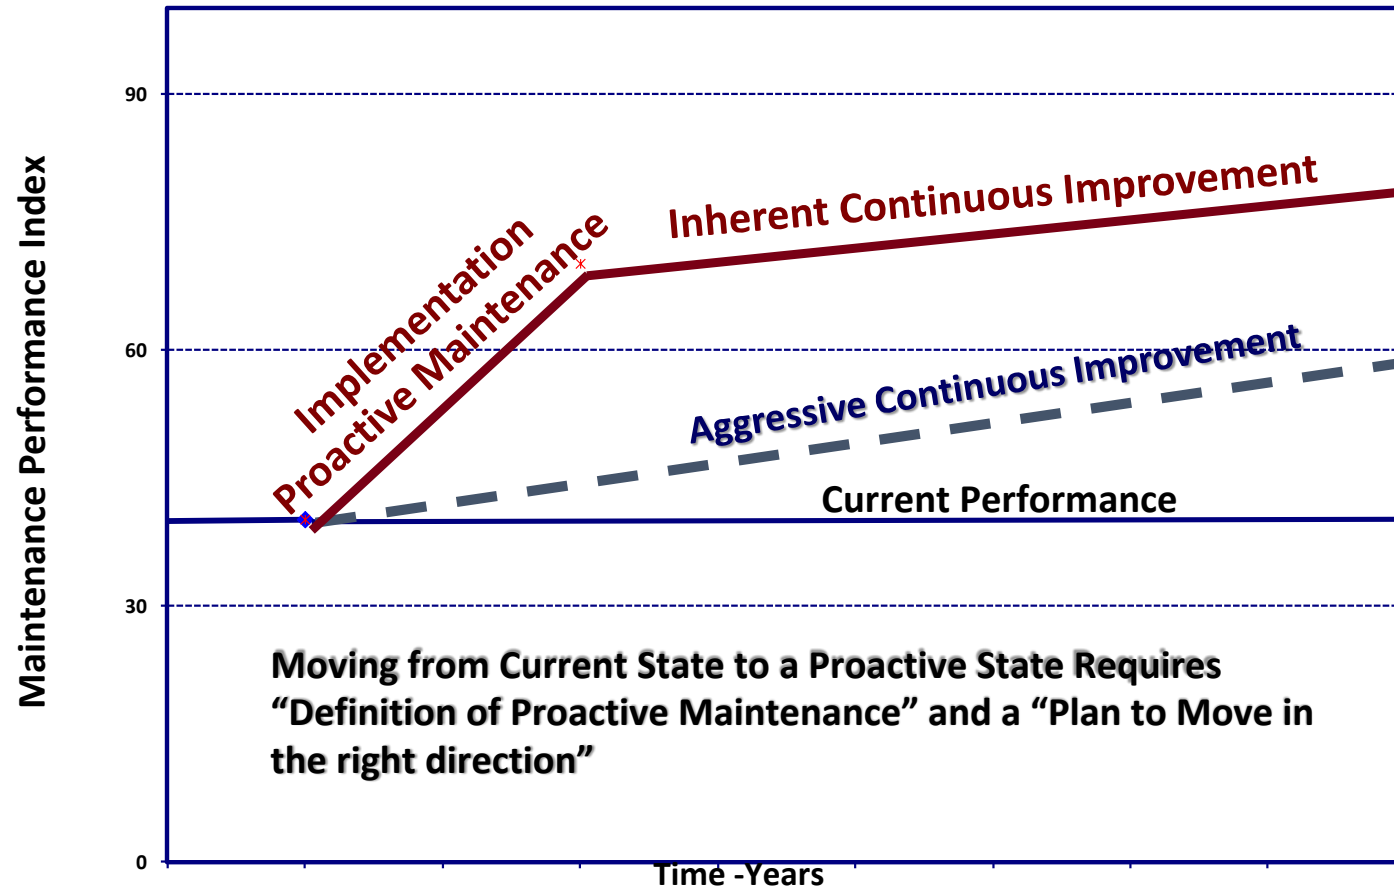 90
Inherent Continuous Improvement
Implementation
Proactive Maintenance
Maintenance Performance Index
60
Aggressive Continuous Improvement
Current Performance
30
Moving from Current State to a Proactive State Requires
“Definition of Proactive Maintenance” and a “Plan to Move in
the right direction”
0
Time -Years